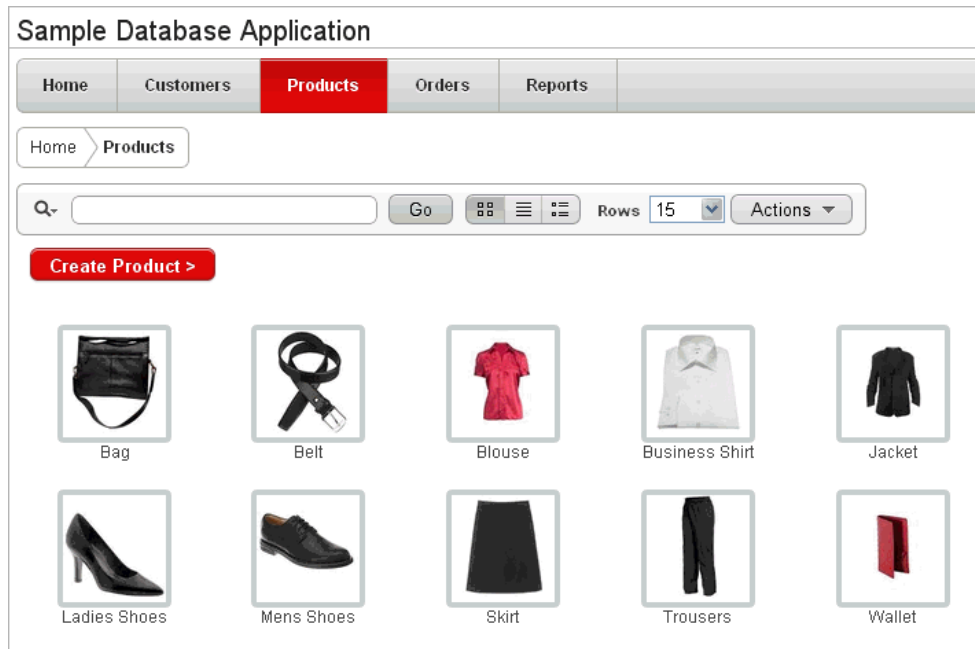 Sample Database Application
Home Customers Products Orders Reports
Home Products
Go Rows 15 Actions
Create Product >
Bag Belt Blouse Business Shirt Jacket
Ladies Shoes Mens Shoes Skirt Trousers Wallet